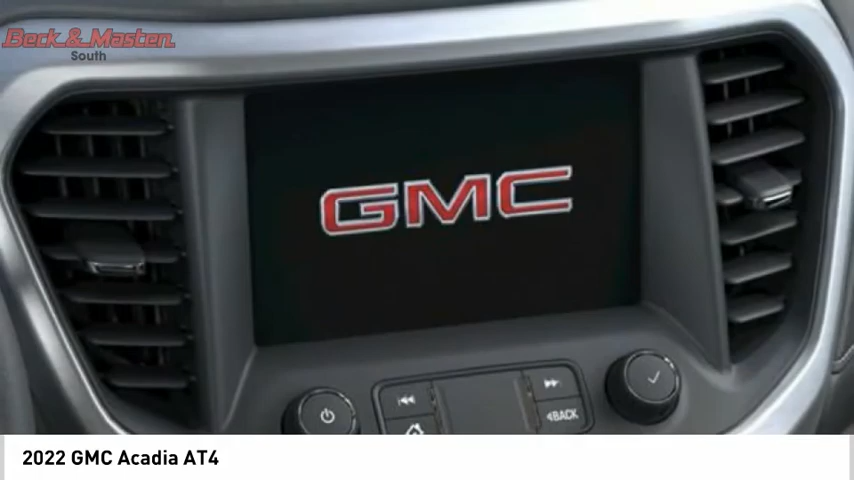 Beck & Masten
South
GMC
◂BACK
2022 GMC Acadia AT4